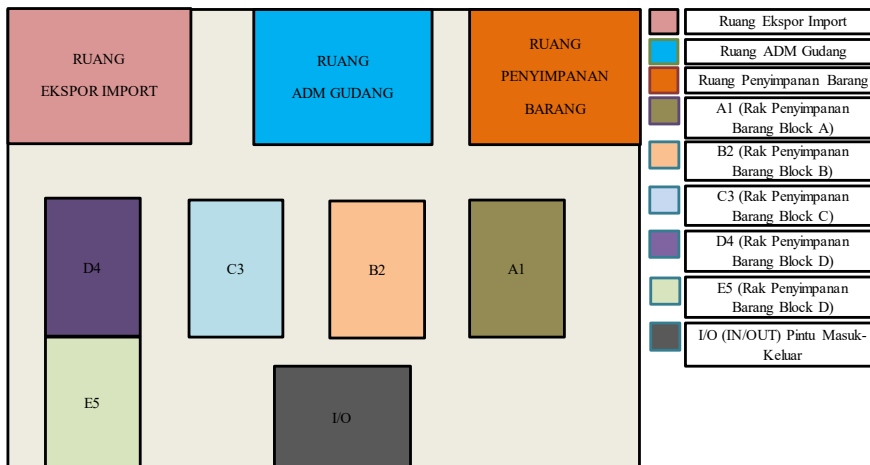 RUANG
EKSPOR IMPORT
RUANG
ADM GUDANG
RUANG
PENYIMPANAN
BARANG
D4
C3
B2
A1
E5
I/O
Ruang Ekspor Import
Ruang ADM Gudang
Ruang Penyimpanan Barang
A1 (Rak Penyimpanan
Barang Block A)
B2 (Rak Penyimpanan
Barang Block B)
C3 (Rak Penyimpanan
Barang Block C)
D4 (Rak Penyimpanan
Barang Block D)
E5 (Rak Penyimpanan
Barang Block D)
I/O (IN/OUT) Pintu Masuk-
Keluar